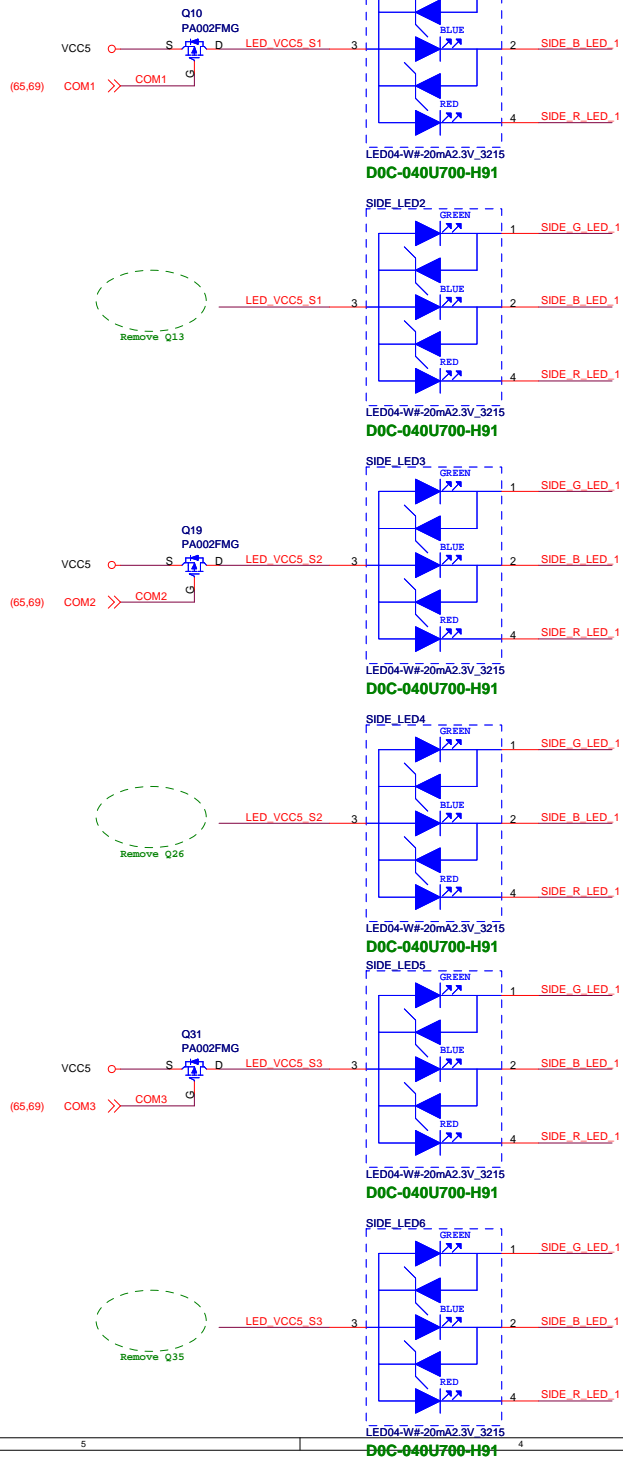 Q10
PA002FMG
VCC5 S D LED_VCC5_S1 3 BLUE 2 SIDE_B_LED_1
G
(65,69) COM1 COM1
RED
4 SIDE_R_LED_1
LED04-W#-20mA2.3V_3215
D0C-040U700-H91
SIDE_LED2
GREEN
1 SIDE_G_LED_1
BLUE
LED_VCC5_S1 3 2 SIDE_B_LED_1
Remove Q13
RED
4 SIDE_R_LED_1
LED04-W#-20mA2.3V_3215
D0C-040U700-H91
SIDE_LED3
GREEN
1 SIDE_G_LED_1
Q19
PA002FMG
BLUE
VCC5 S D LED_VCC5_S2 3 2 SIDE_B_LED_1
G
(65,69) COM2 COM2
RED
4 SIDE_R_LED_1
LED04-W#-20mA2.3V_3215
D0C-040U700-H91
SIDE_LED4
GREEN
1 SIDE_G_LED_1
BLUE
LED_VCC5_S2 3 2 SIDE_B_LED_1
Remove Q26
RED
4 SIDE_R_LED_1
LED04-W#-20mA2.3V_3215
D0C-040U700-H91
SIDE_LED5
GREEN
1 SIDE_G_LED_1
Q31
PA002FMG
BLUE
VCC5 S D LED_VCC5_S3 3 2 SIDE_B_LED_1
G
(65,69) COM3 COM3
RED
4 SIDE_R_LED_1
LED04-W#-20mA2.3V_3215
D0C-040U700-H91
SIDE_LED6
GREEN
1 SIDE_G_LED_1
BLUE
LED_VCC5_S3 3 2 SIDE_B_LED_1
Remove Q35
RED
4 SIDE_R_LED_1
LED04-W#-20mA2.3V_3215
5 4
D0C-040U700-H91